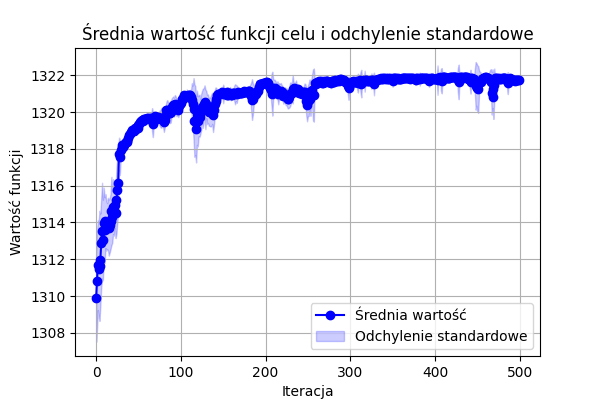 Średnia wartość funkcji celu i odchylenie standardowe
Wartość funkcji
1322
1320
1318
1316
1314
1312
1310
1308
0 100 200 300 400 500
Iteracja
Średnia wartość
Odchylenie standardowe